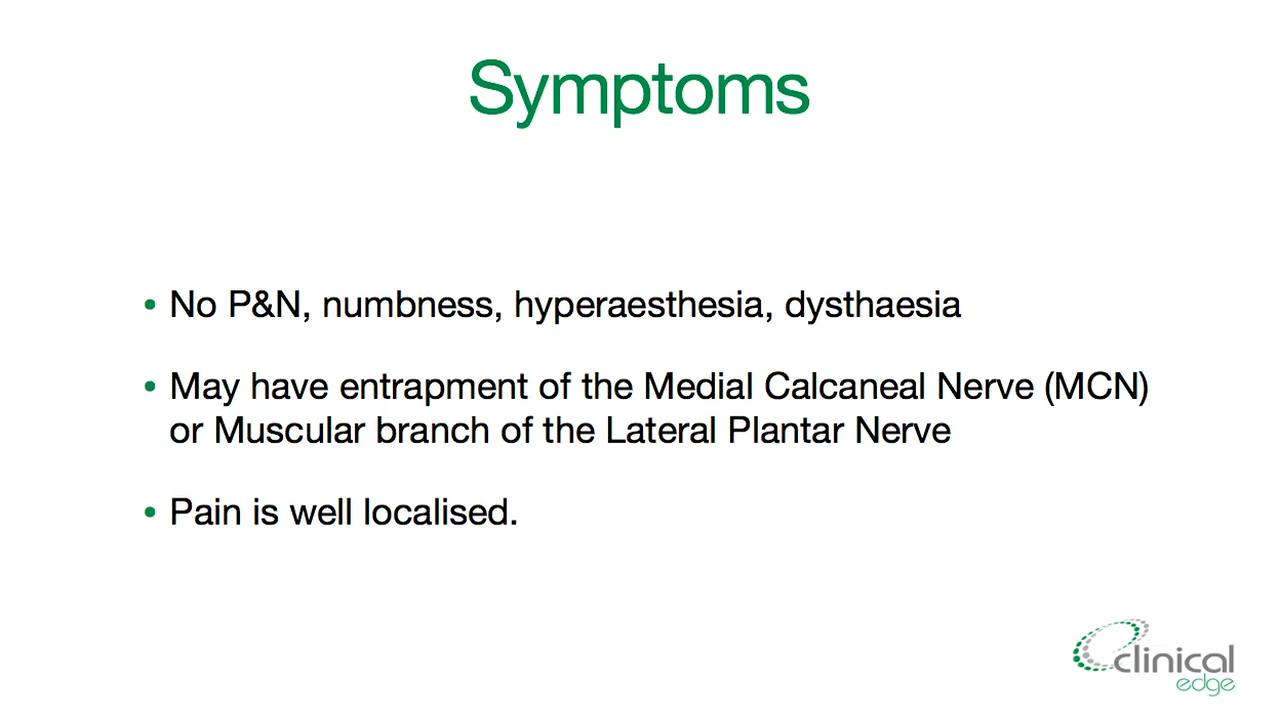 Symptoms
• No P&N, numbness, hyperaesthesia, dysthaesia
• May have entrapment of the Medial Calcaneal Nerve (MCN)
or Muscular branch of the Lateral Plantar Nerve
• Pain is well localised.
clinical
edge